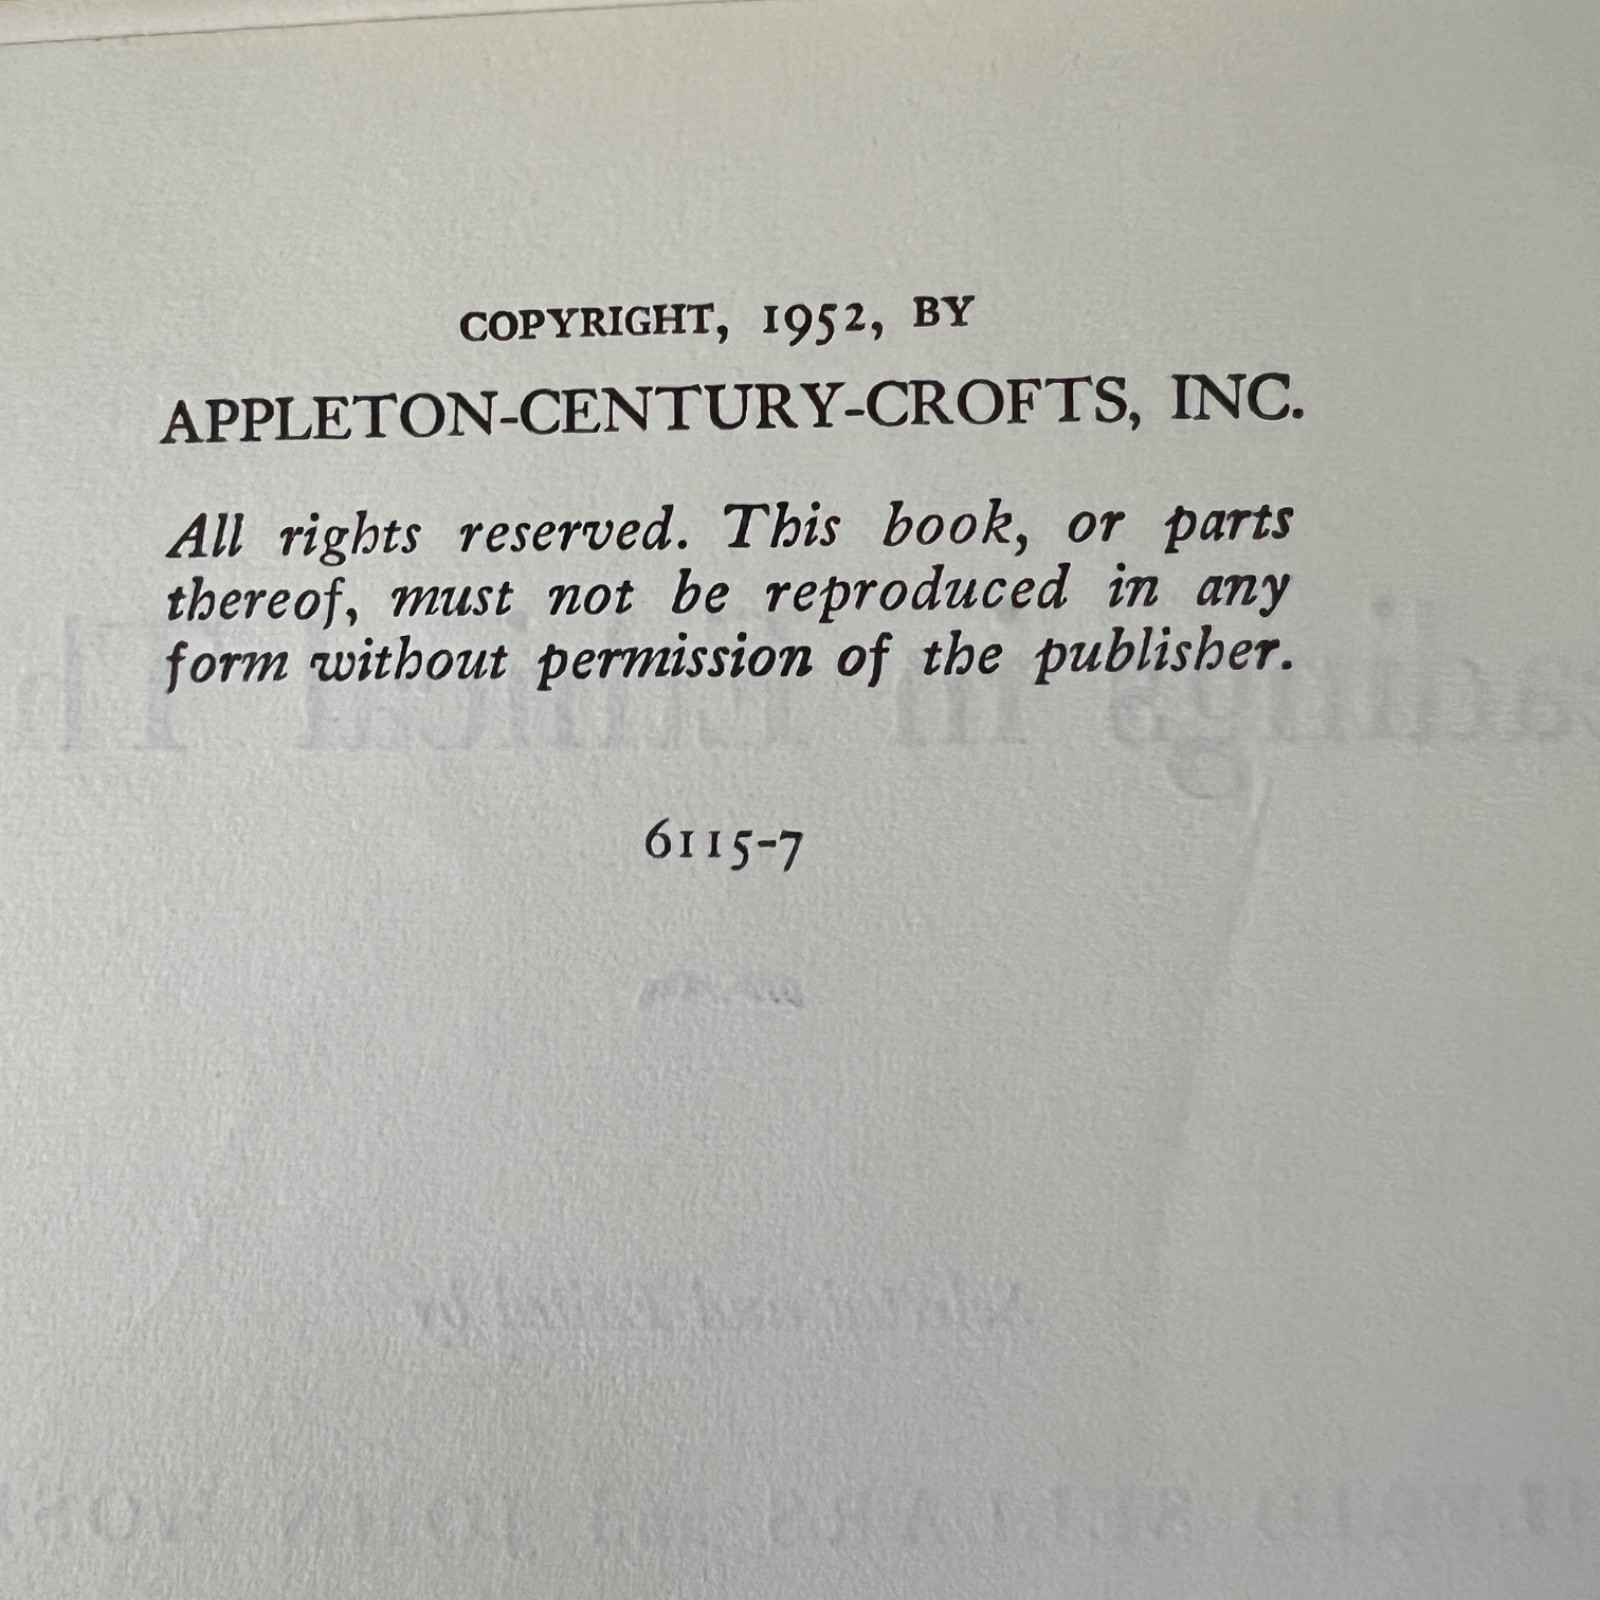 COPYRIGHT, 1952, BY
APPLETON-CENTURY-CROFTS, INC.
All rights reserved. This book, or parts
thereof, must not be reproduced in any
form without permission of the publisher.
6115-7